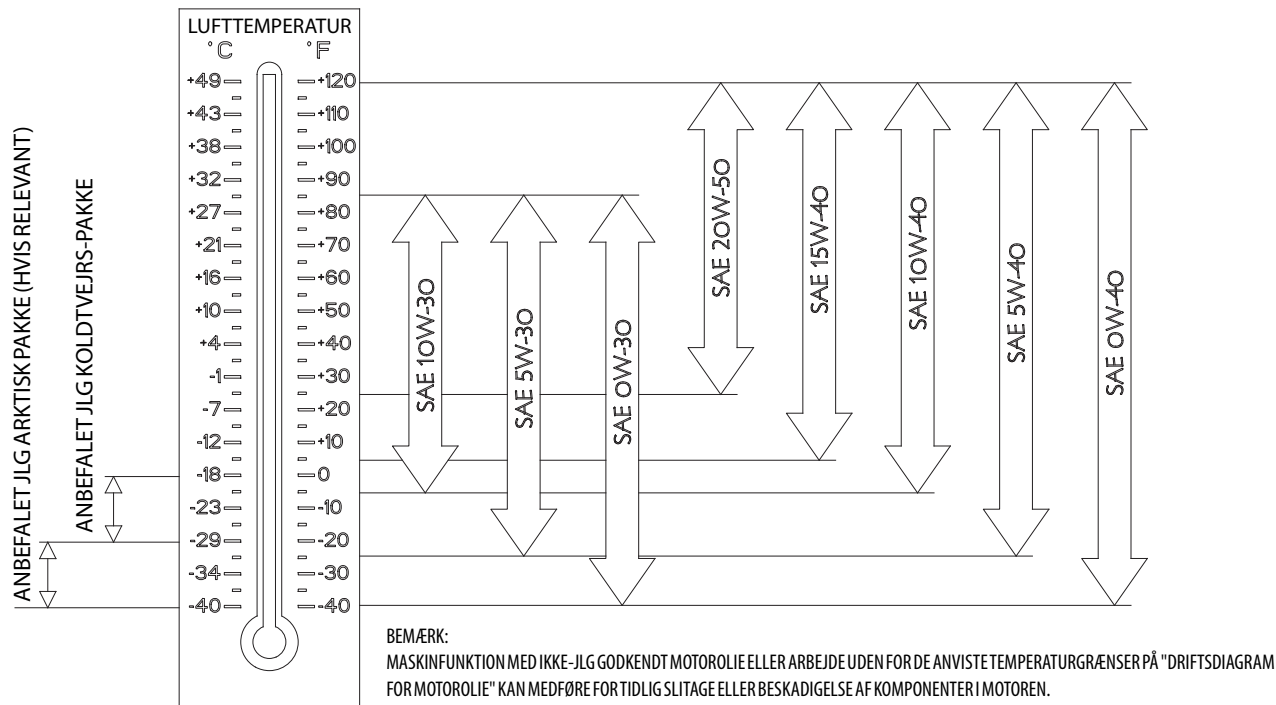 LUFTTEMPERATUR
°C °F
+49 +120
+43 +110
+38 +100
+32 +90
+27 +80
+21 +70
+16 +60
+10 +50
+4 +40
-1 +30
-7 +20
-12 +10
-18 0
-23 -10
-29 -20
-34 -30
-40 -40
ANBEFALET JLG ARKTISK PAKKE (HVIS RELEVANT)
ANBEFALET JLG KOLDTVEJRS-PAKKE
SAE 10W-30
SAE 5W-30
SAE 0W-30
SAE 20W-50
SAE 15W-40
SAE 10W-40
SAE 5W-40
SAE 0W-40
BEMÆRK:
MASKINFUNKTION MED IKKE-JLG GODKENDT MOTOROLIE ELLER ARBEJDE UDEN FOR DE ANVISTE TEMPERATURGRÆNSER PÅ "DRIFTSDIAGRAM
FOR MOTOROLIE" KAN MEDFØRE FOR TIDLIG SLITAGE ELLER BESKADIGELSE AF KOMPONENTER I MOTOREN.